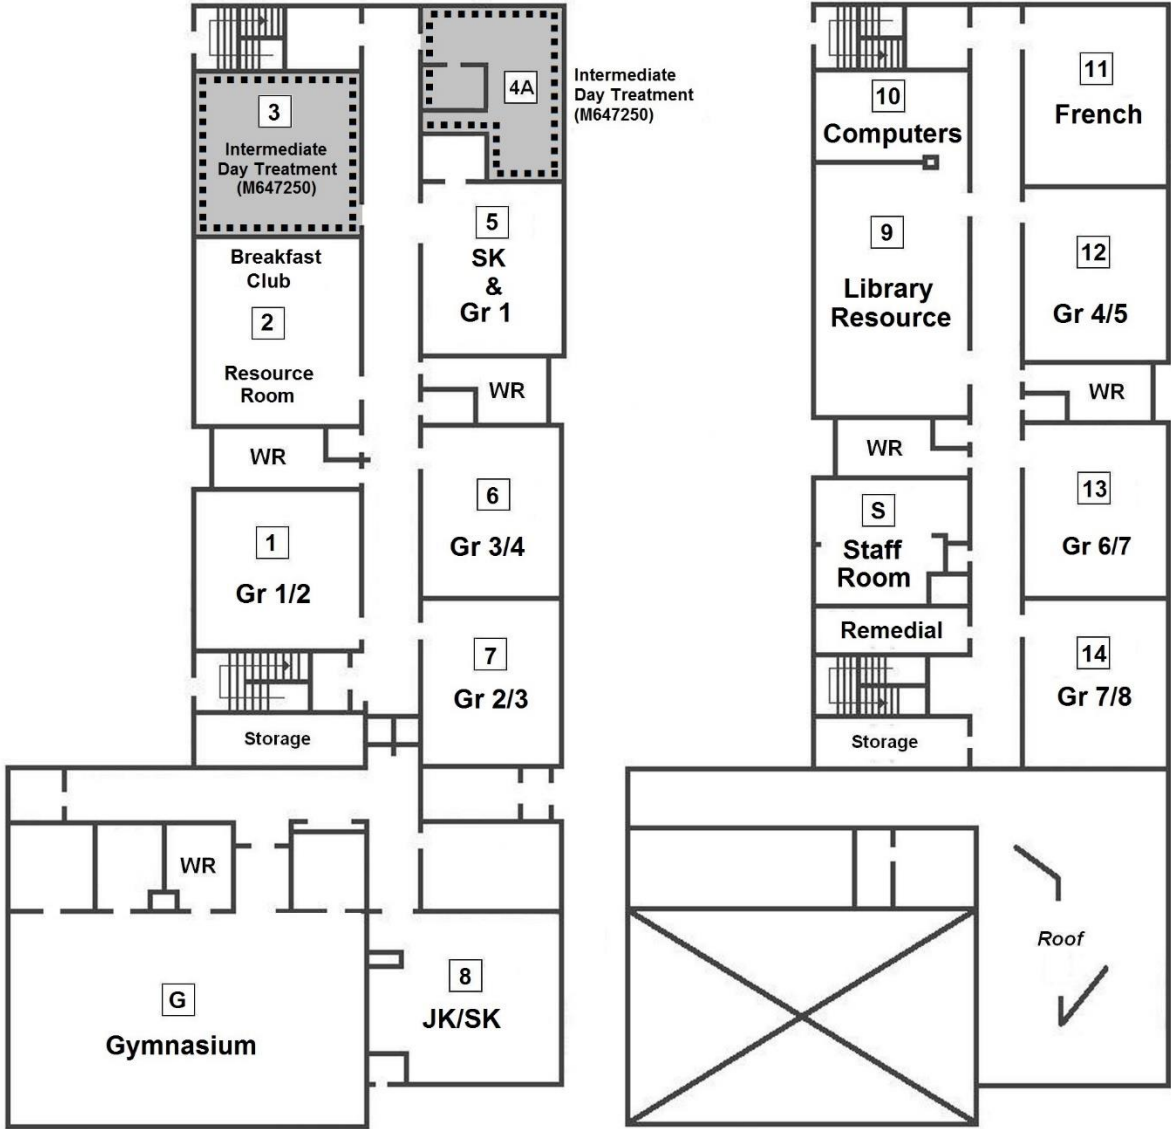 3
Intermediate
Day Treatment
(M647250)
4A
Intermediate
Day Treatment
(M647250)
Breakfast
Club
2
Resource
Room
5
SK
&
Gr 1
WR
WR
1
Gr 1/2
6
Gr 3/4
7
Gr 2/3
Storage
WR
G
Gymnasium
8
JK/SK
10
Computers
11
French
9
Library
Resource
12
Gr 4/5
WR
WR
S
Staff
Room
13
Gr 6/7
Remedial
14
Gr 7/8
Storage
Roof